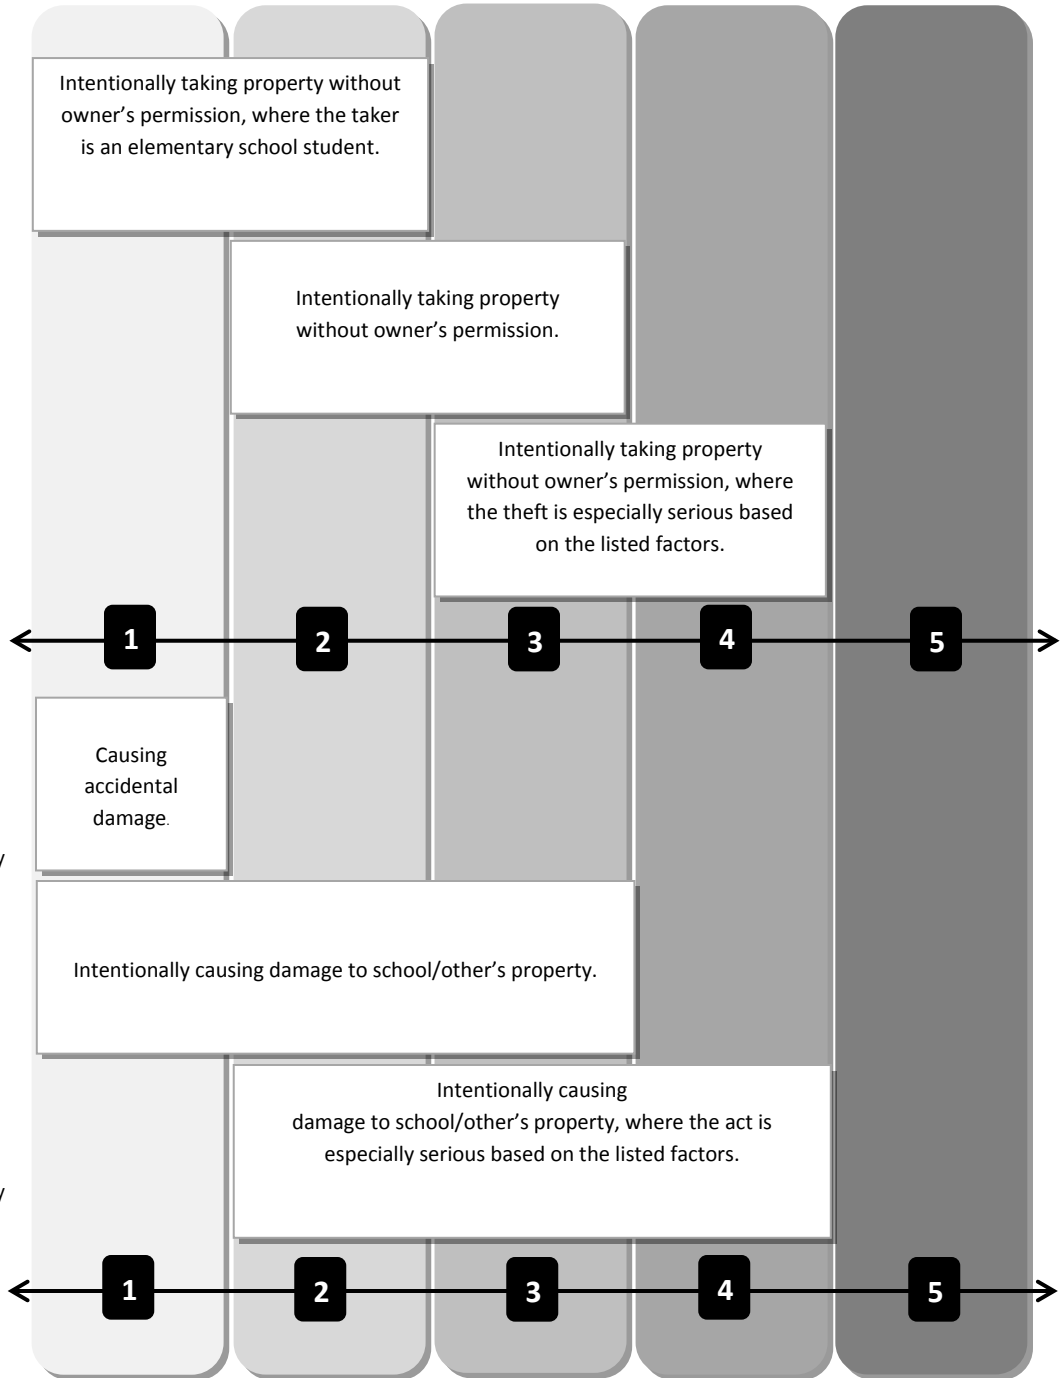 Intentionally taking property without
owner’s permission, where the taker
is an elementary school student.
Intentionally taking property
without owner’s permission.
Intentionally taking property
without owner’s permission, where
the theft is especially serious based
on the listed factors.
1 2 3 4 5
Causing
accidental
damage.
y
Intentionally causing damage to school/other’s property.
Intentionally causing
damage to school/other’s property, where the act is
especially serious based on the listed factors.
y
1 2 3 4 5